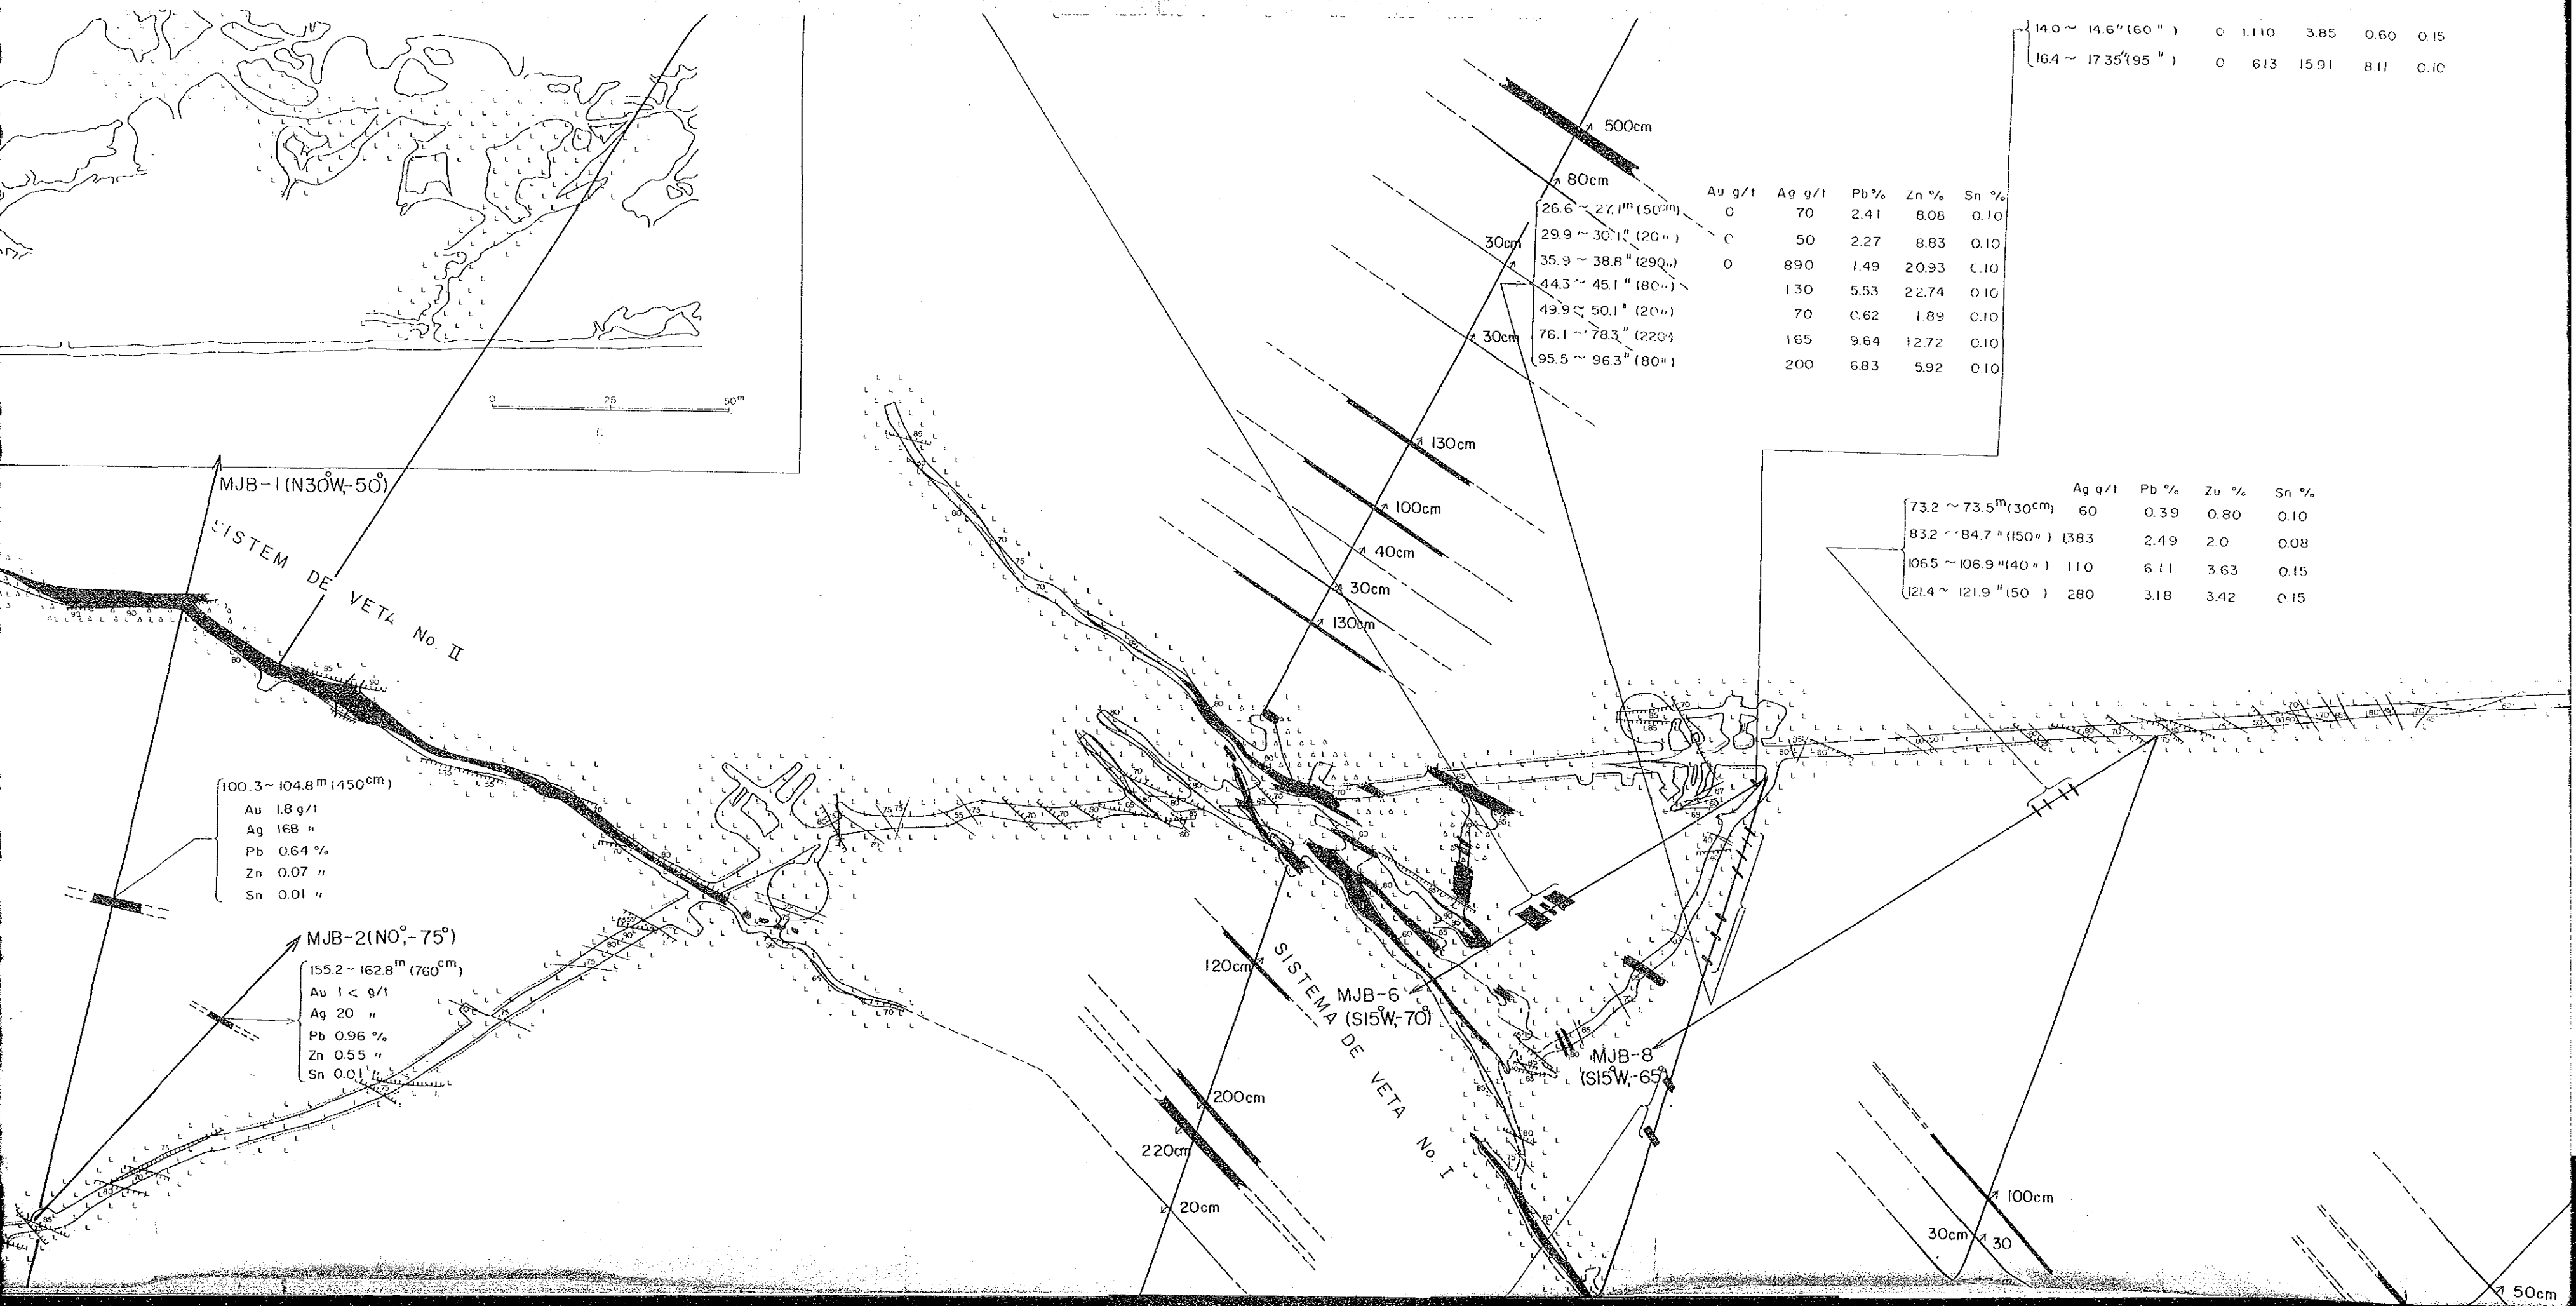 14.0 ~ 14.6" (60 ") 0 1.110 3.85 0.60 0.15
16.4 ~ 17.35" (95 ") 0 613 15.91 8.11 0.10
500cm
80cm
Au g/t Ag g/t Pb% Zn % Sn %
26.6 ~ 27.1m (50cm) 0 70 2.41 8.08 0.10
29.9 ~ 30.1" (20") 0 50 2.27 8.83 0.10
35.9 ~ 38.8" (290") 0 890 1.49 20.93 0.10
44.3 ~ 45.1" (80") 130 5.53 22.74 0.10
49.9 ~ 50.1" (20") 70 0.62 1.89 0.10
76.1 ~ 78.3" (220") 165 9.64 12.72 0.10
95.5 ~ 96.3" (80") 200 6.83 5.92 0.10
30cm
30cm
0 25 50m
130cm
100cm
40cm
30cm
130cm
MJB-1 (N30°W,-50°)
SISTEM DE VETA No. II
Ag g/t Pb % Zu % Sn %
73.2 ~ 73.5m (30cm) 60 0.39 0.80 0.10
83.2 ~ 84.7" (150") 1383 2.49 2.0 0.08
106.5 ~ 106.9" (40") 110 6.11 3.63 0.15
121.4 ~ 121.9" (50 ) 280 3.18 3.42 0.15
100.3 ~ 104.8m (450cm)
Au 1.8 g/t
Ag 168 "
Pb 0.64 %
Zn 0.07 "
Sn 0.01 "
MJB-2 (N0°,-75°)
155.2 ~ 162.8m (760cm)
Au 1 < g/t
Ag 20 "
Pb 0.96 %
Zn 0.55 "
Sn 0.01 "
120cm
SISTEMA DE VETA No. I
MJB-6
(S15°W,-70°)
MJB-8
(S15°W,-65°)
200cm
220cm
20cm
100cm
30cm
30
50cm